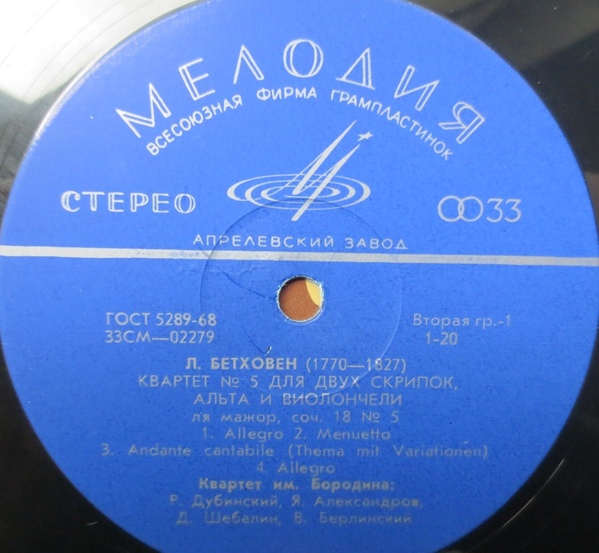 МЕЛОДИЯ
ВСЕСОЮЗНАЯ ФИРМА ГРАМПЛАСТИНОК
СТЕРЕО
33
АПРЕЛЕВСКИЙ ЗАВОД
ГОСТ 5289-68
Вторая гр.-1
33СМ—02279
1-20
Л. БЕТХОВЕН (1770—1827)
КВАРТЕТ № 5 ДЛЯ ДВУХ СКРИПОК,
АЛЬТА И ВИОЛОНЧЕЛИ
ля мажор, соч. 18 № 5
1. Allegro 2. Menuetto
3. Andante cantabile (Thema mit Variationen)
4. Allegro
Квартет им. Бородина:
Р. Дубинский, Я. Александров,
Д. Шебалин, В. Берлинский